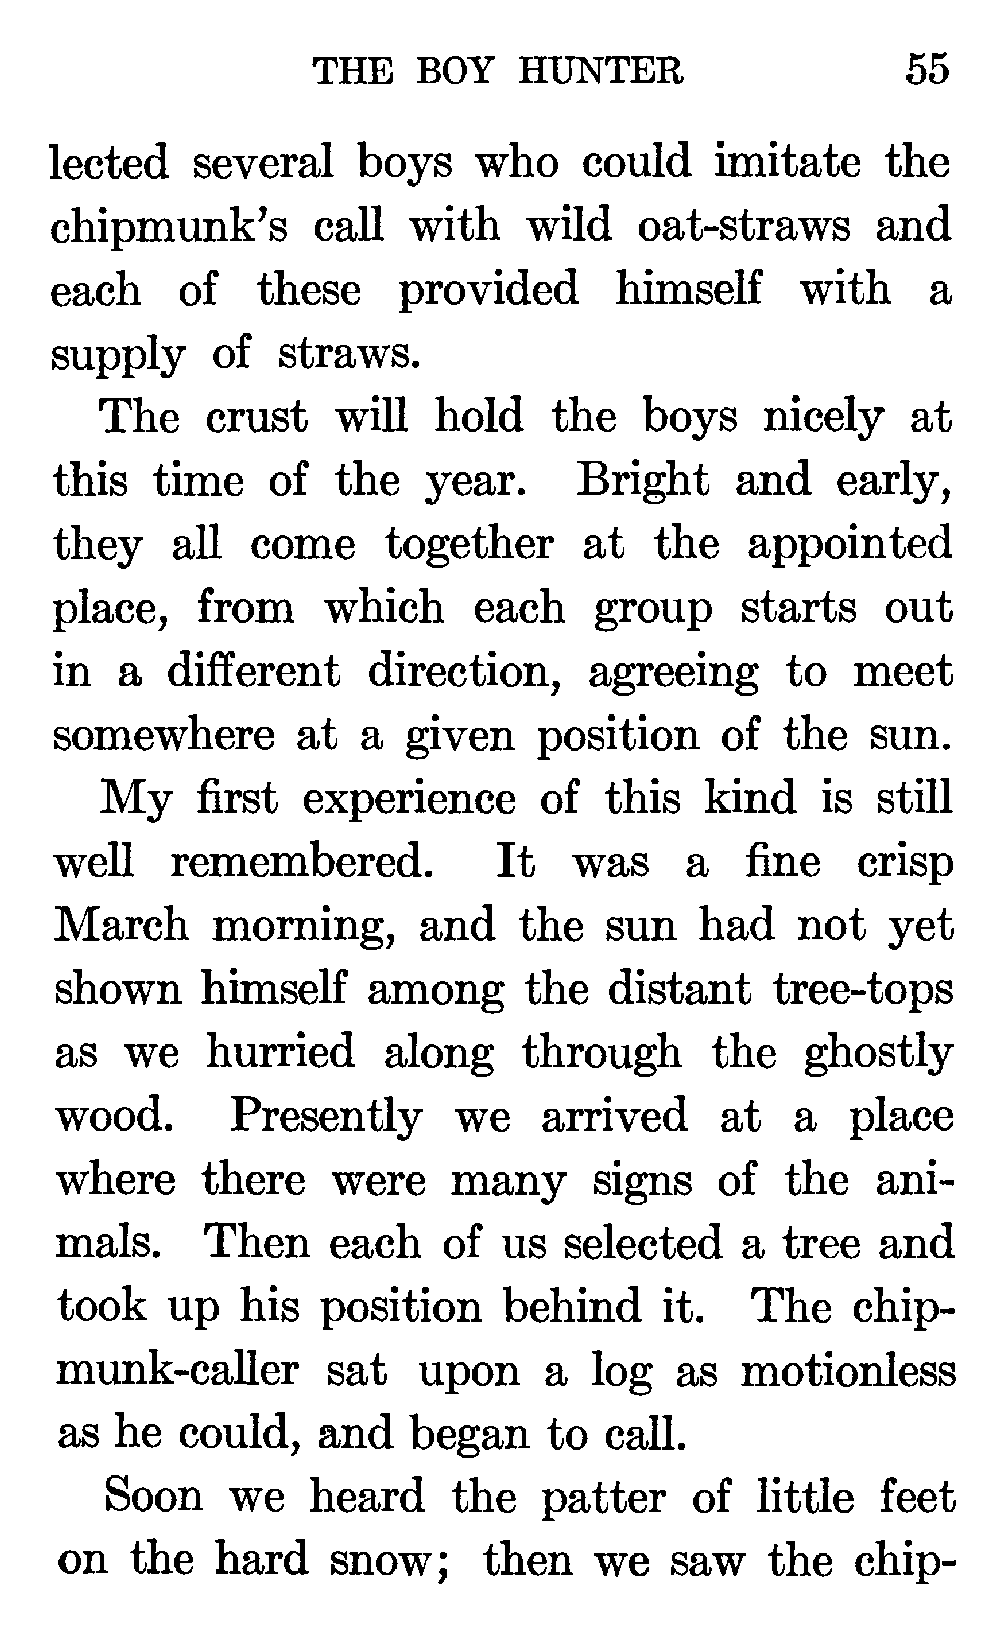 THE BOY HUNTER 55
lected several boys who could imitate the
chipmunk's call with wild oat-straws and
each of these provided himself with a
supply of straws.
The crust will hold the boys nicely at
this time of the year. Bright and early,
they all come together at the appointed
place, from which each group starts out
in a different direction, agreeing to meet
somewhere at a given position of the sun.
My first experience of this kind is still
well remembered. It was a fine crisp
March morning, and the sun had not yet
shown himself among the distant tree-tops
as we hurried along through the ghostly
wood. Presently we arrived at a place
where there were many signs of the ani-
mals. Then each of us selected a tree and
took up his position behind it. The chip-
munk-caller sat upon a log as motionless
as he could, and began to call.
Soon we heard the patter of little feet
on the hard snow; then we saw the chip-